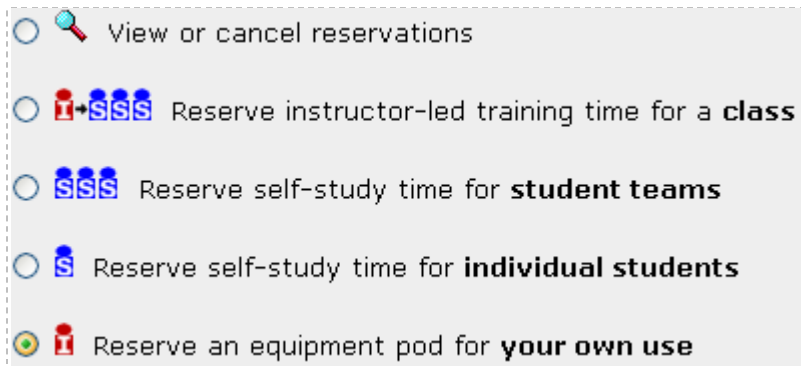 View or cancel reservations
I SSS Reserve instructor-led training time for a class
SSS Reserve self-study time for student teams
S Reserve self-study time for individual students
I Reserve an equipment pod for your own use